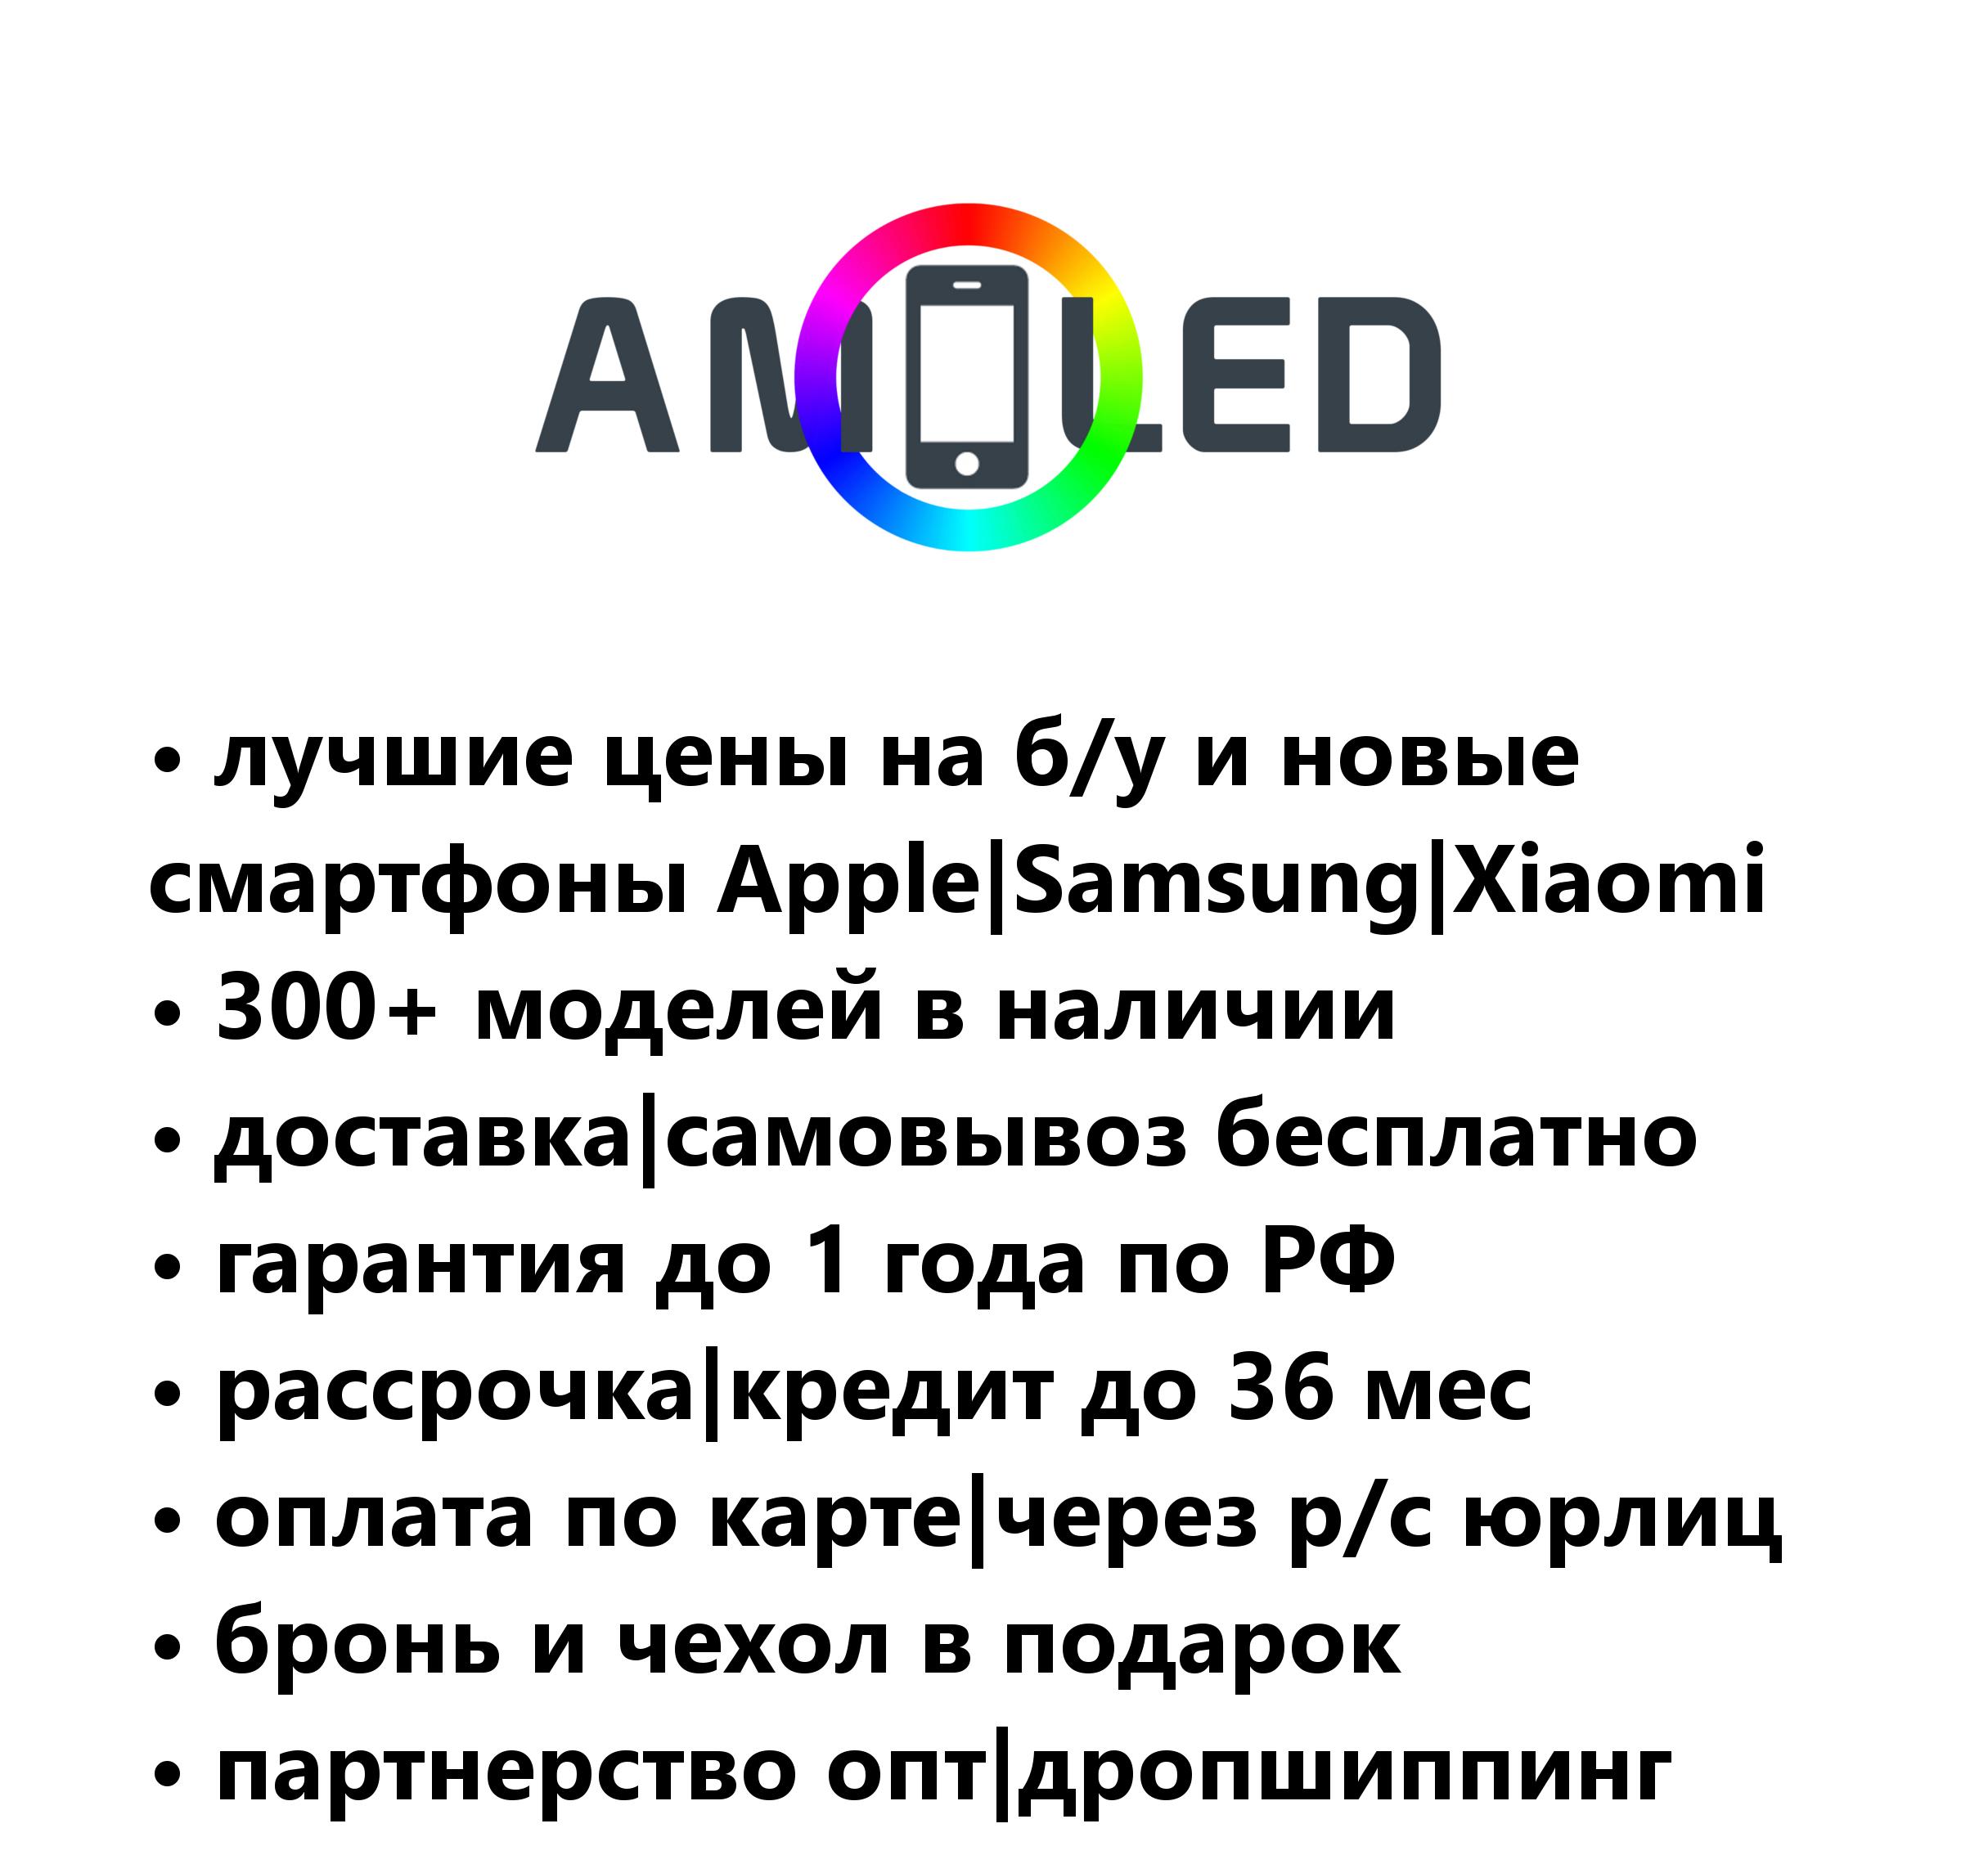 AMOLED
• лучшие цены на б/у и новые
смартфоны Apple|Samsung|Xiaomi
• 300+ моделей в наличии
• доставка|самовывоз бесплатно
• гарантия до 1 года по РФ
• рассрочка|кредит до 36 мес
• оплата по карте|через р/с юрлиц
• бронь и чехол в подарок
• партнерство опт|дропшиппинг